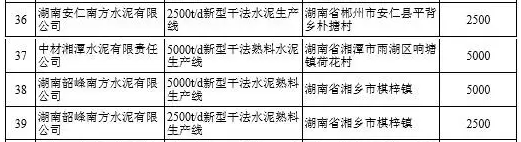 36 湖南安仁南方水泥有限 2500t/d新型干法水泥生产 湖南省郴州市安仁县平背 2500
公司 线 乡朴塘村
37 中材湘潭水泥有限责任 5000t/d新型干法熟料水泥 湖南省湘潭市雨湖区响塘 5000
公司 生产线 镇荷花村
38 湖南韶峰南方水泥有限 5000t/d新型干法水泥熟料 湖南省湘乡市棋梓镇 5000
公司 生产线
39 湖南韶峰南方水泥有限 2500t/d新型干法水泥熟料 湖南省湘乡市棋梓镇 2500
公司 生产线